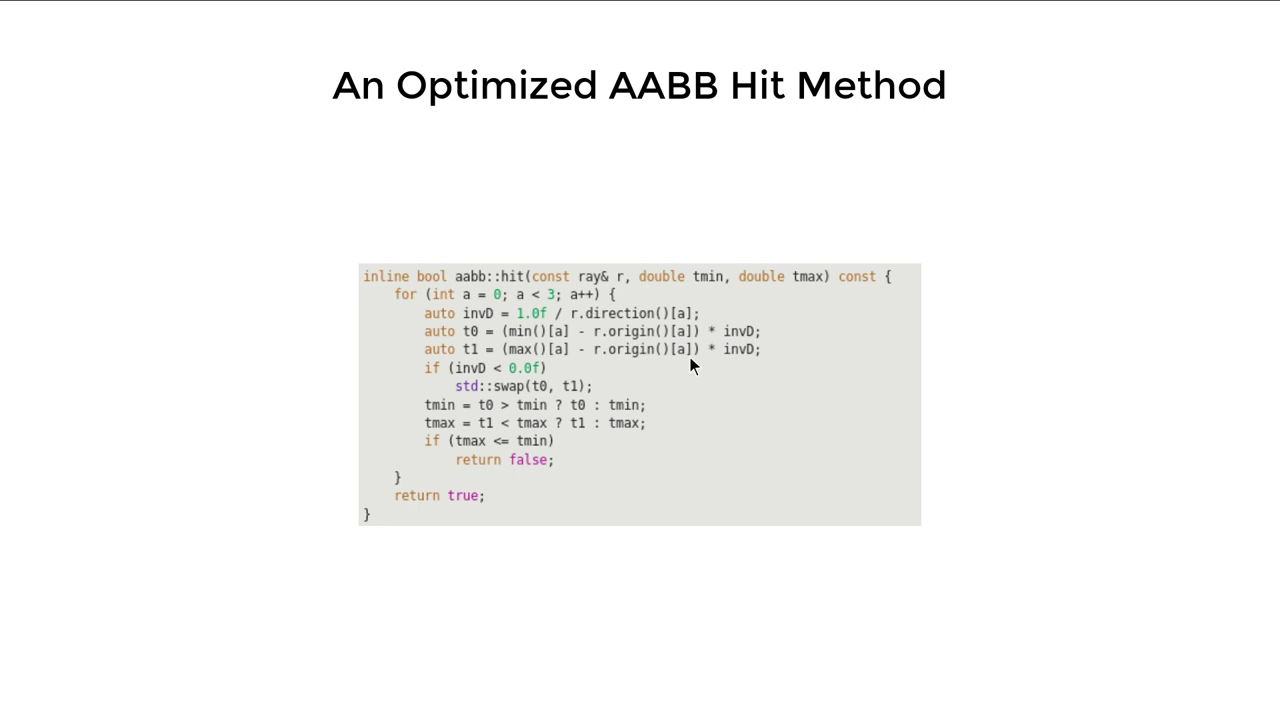 An Optimized AABB Hit Method
inline bool aabb::hit(const ray& r, double tmin, double tmax) const {
    for (int a = 0; a < 3; a++) {
        auto invD = 1.0f / r.direction()[a];
        auto t0 = (min()[a] - r.origin()[a]) * invD;
        auto t1 = (max()[a] - r.origin()[a]) * invD;
        if (invD < 0.0f)
            std::swap(t0, t1);
        tmin = t0 > tmin ? t0 : tmin;
        tmax = t1 < tmax ? t1 : tmax;
        if (tmax <= tmin)
            return false;
    }
    return true;
}